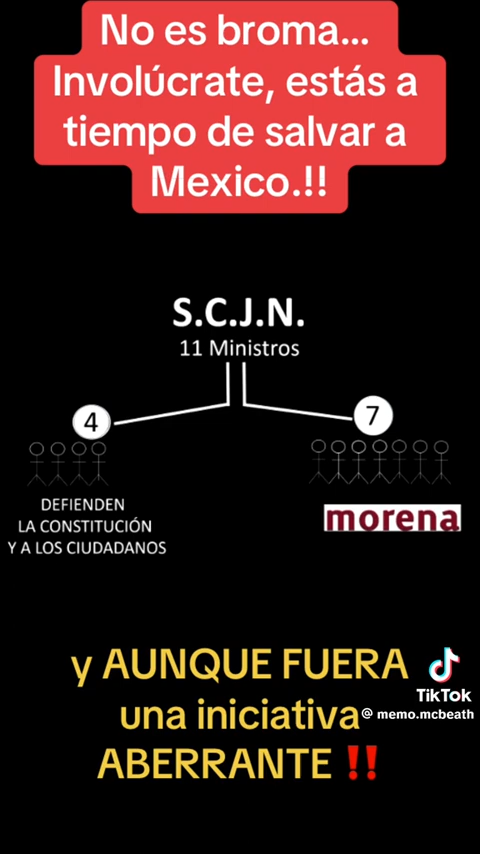 No es broma...
Involúcrate, estás a
tiempo de salvar a
Mexico.!!
S.C.J.N.
11 Ministros
4
7
DEFIENDEN
LA CONSTITUCIÓN
Y A LOS CIUDADANOS
morena
y AUNQUE FUERA
una iniciativa
ABERRANTE ‼️
TikTok
@ memo.mcbeath